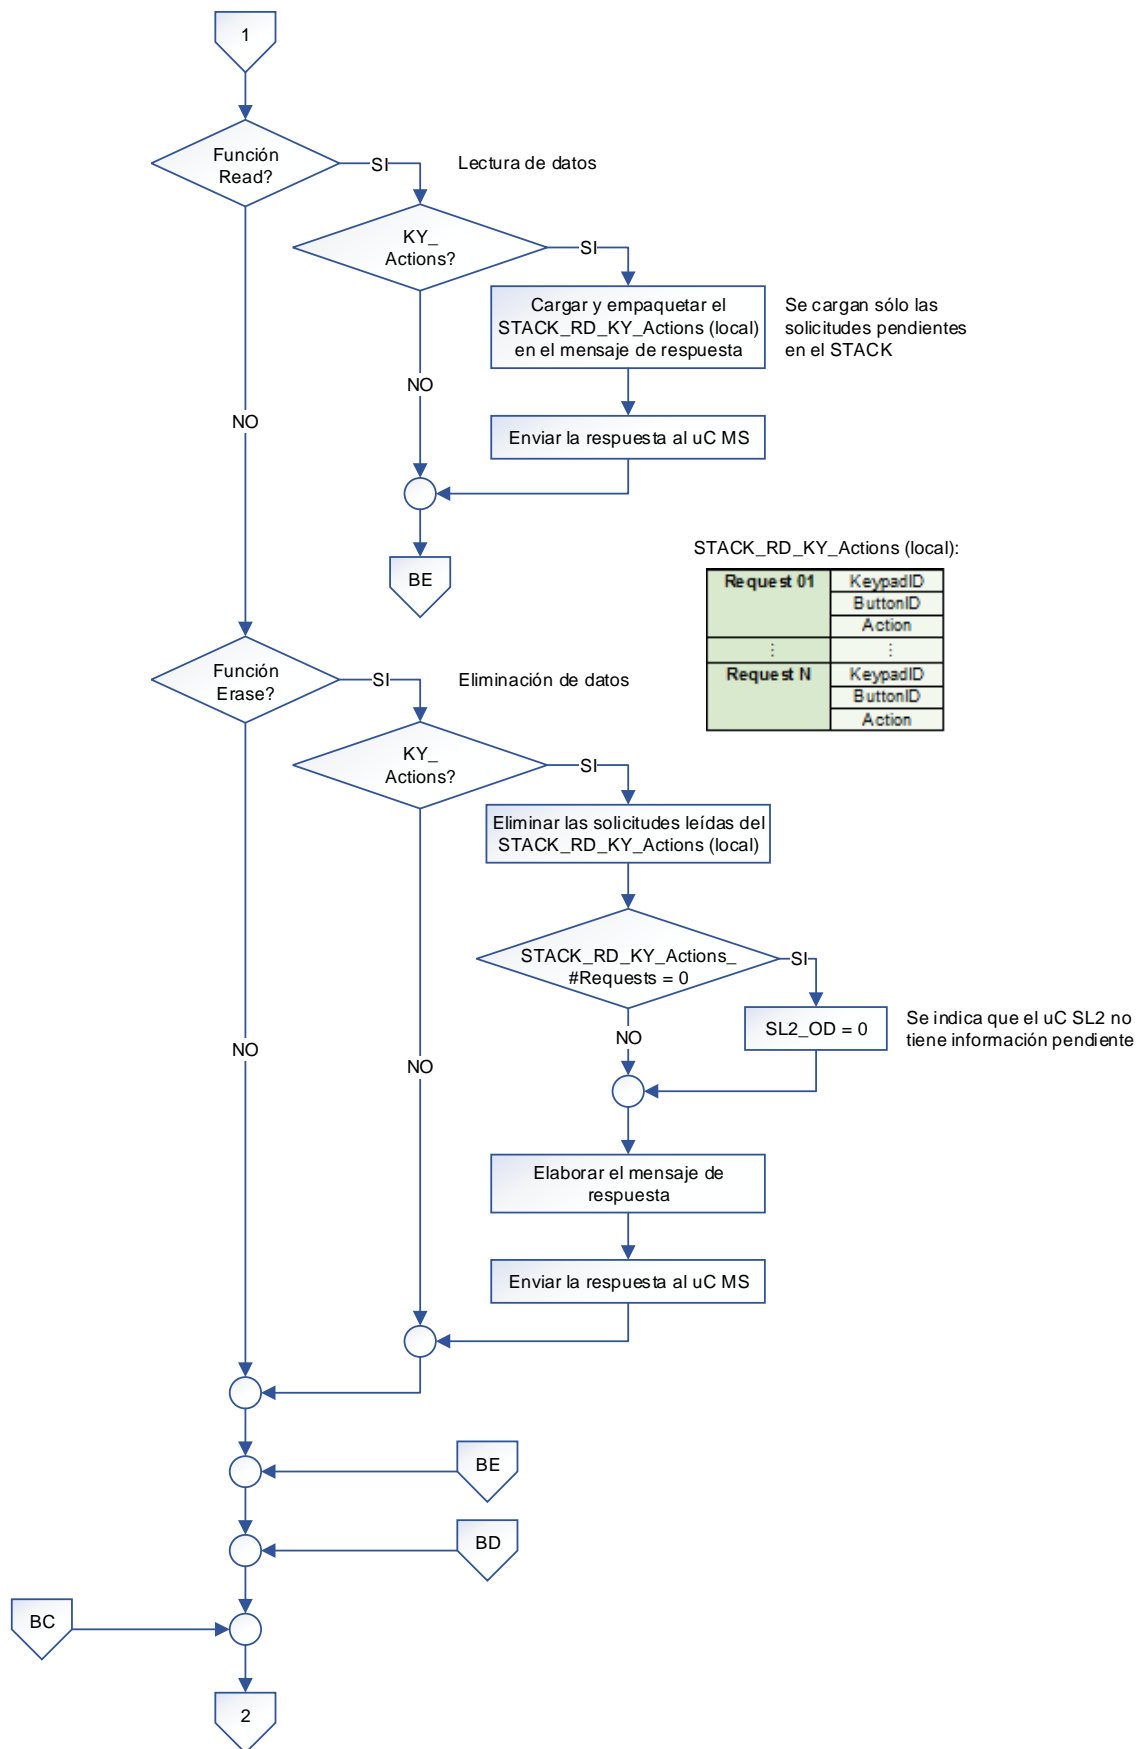 1
Función
Read?
SI
Lectura de datos
KY_
Actions?
SI
Cargar y empaquetar el
STACK_RD_KY_Actions (local)
en el mensaje de respuesta
Se cargan sólo las
solicitudes pendientes
en el STACK
NO
NO
Enviar la respuesta al uC MS
BE
STACK_RD_KY_Actions (local):
Request 01
KeypadID
ButtonID
Action
⋮
⋮
Request N
KeypadID
ButtonID
Action
Función
Erase?
SI
Eliminación de datos
KY_
Actions?
SI
Eliminar las solicitudes leídas del
STACK_RD_KY_Actions (local)
STACK_RD_KY_Actions_
#Requests = 0
SI
SL2_OD = 0
Se indica que el uC SL2 no
tiene información pendiente
NO
NO
NO
Elaborar el mensaje de
respuesta
Enviar la respuesta al uC MS
BE
BD
BC
2